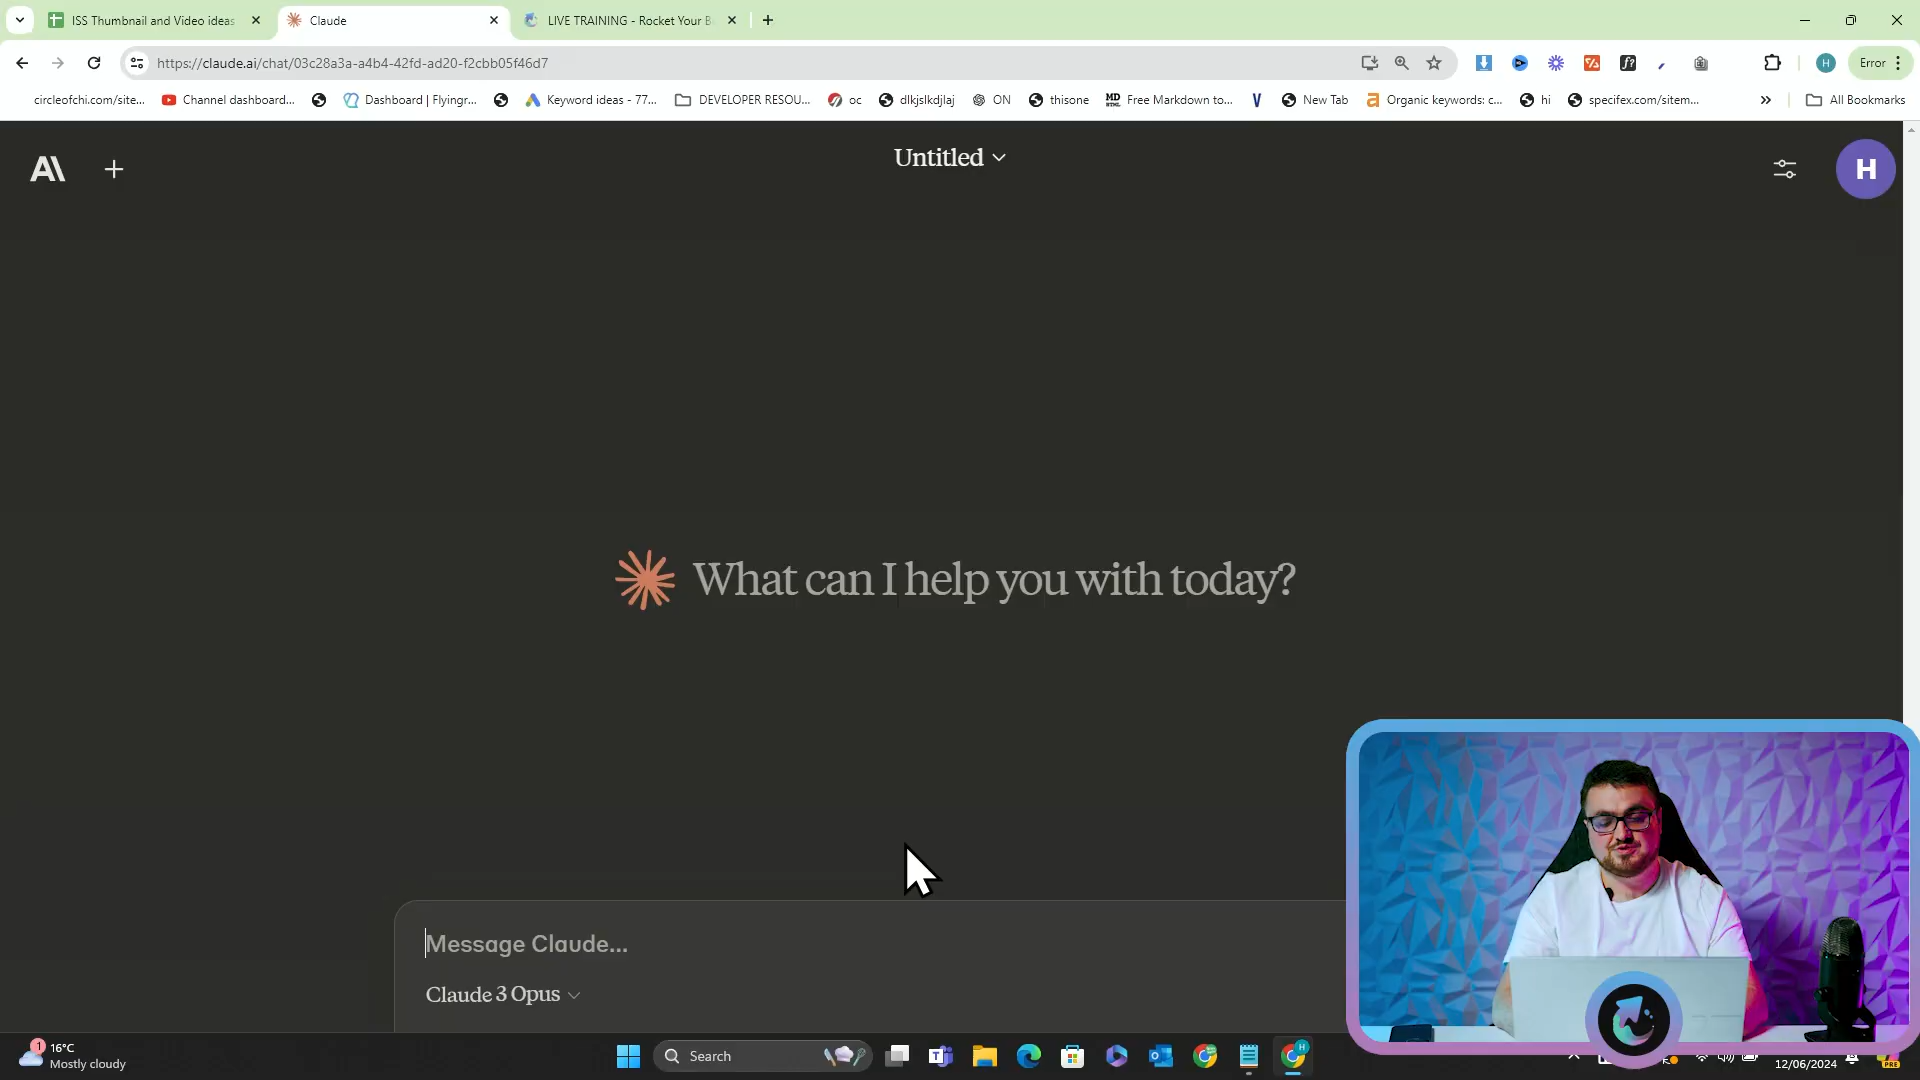 ISS Thumbnail and Video ideas
Claude
LIVE TRAINING - Rocket Your B
https://claude.ai/chat/03c28a3a-a4b4-42fd-ad20-f2cbb05f46d7
Error
circleofchi.com/site...
Channel dashboard...
Dashboard | Flyingr...
Keyword ideas - 77...
DEVELOPER RESOU...
oc
dlkjslkdjlaj
ON
thisone
Free Markdown to...
New Tab
Organic keywords: c...
hi
specifex.com/sitem...
All Bookmarks
Untitled
H
What can I help you with today?
Message Claude...
Claude 3 Opus
1
16°C
Mostly cloudy
Search
12/06/2024
PRE